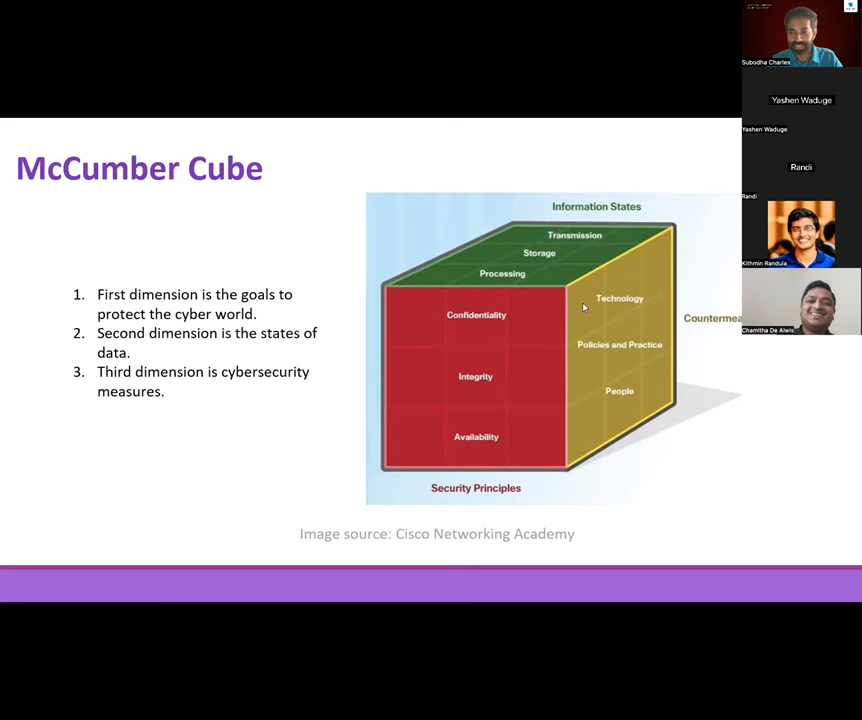 McCumber Cube
1. First dimension is the goals to
protect the cyber world.
2. Second dimension is the states of
data.
3. Third dimension is cybersecurity
measures.
Information States
Transmission
Storage
Processing
Confidentiality
Integrity
Availability
Security Principles
Technology
Policies and Practice
People
Countermea
Image source: Cisco Networking Academy
Subodha Charles
Yashen Waduge
Yashen Waduge
Randi
Randi
Kithmin Randula
Chamitha De Alwis